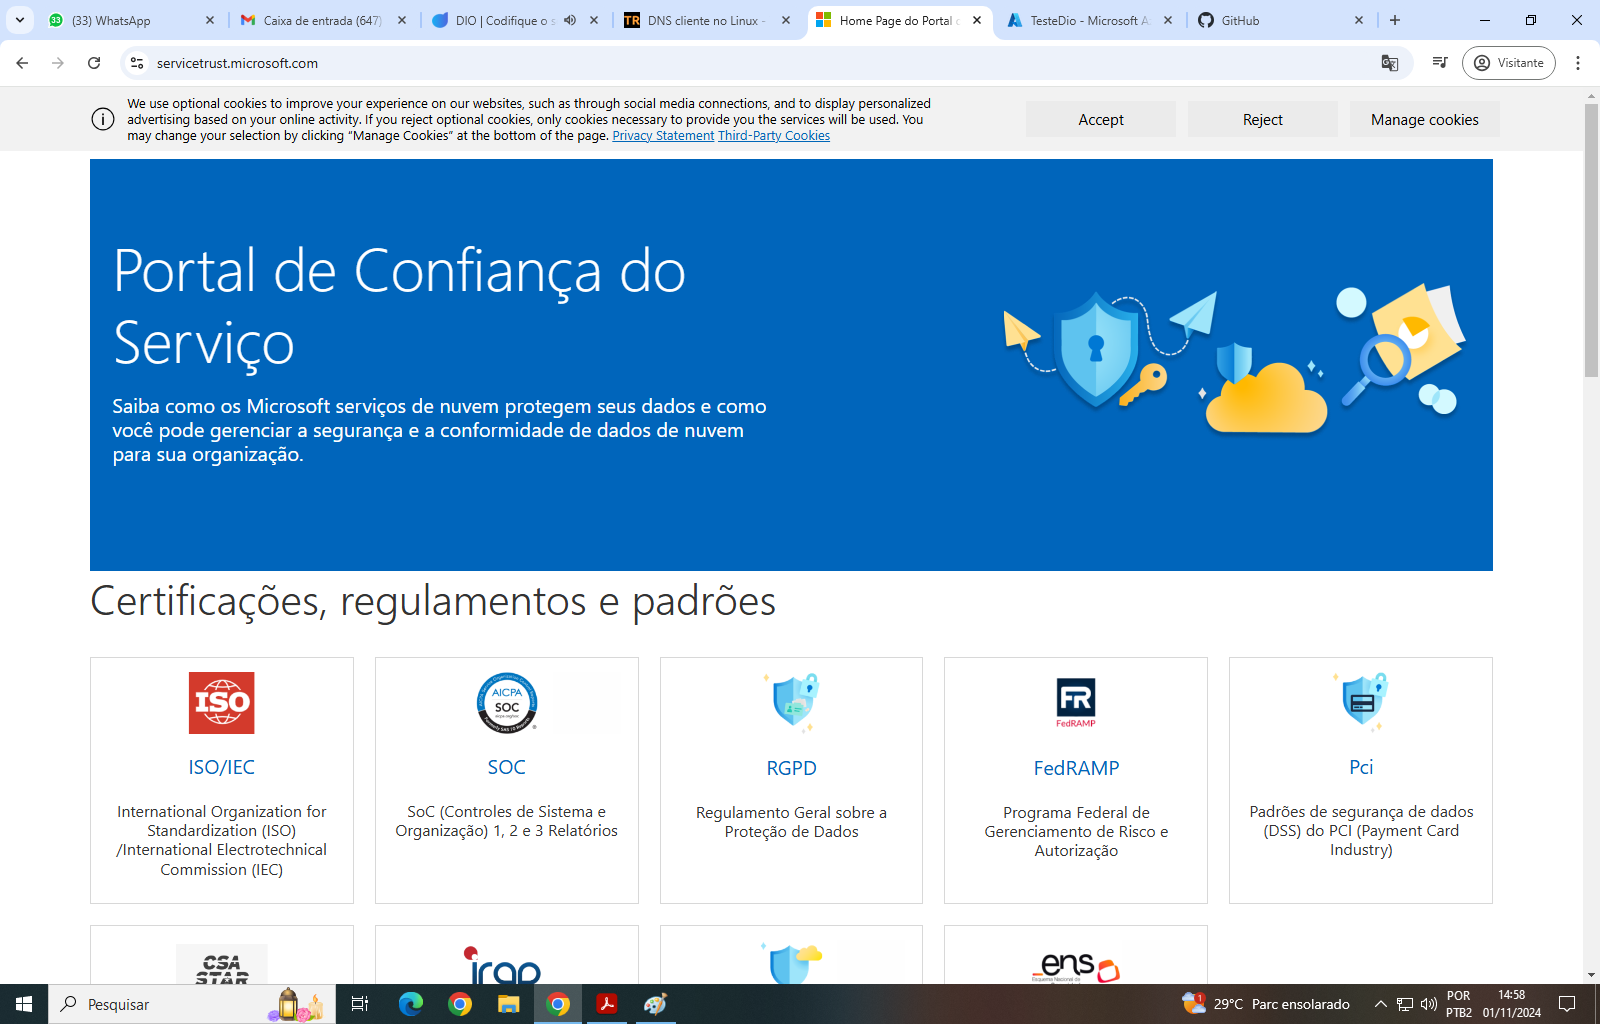 (33) WhatsApp
Caixa de entrada (647)
DIO | Codifique o s
DNS cliente no Linux -
Home Page do Portal
TesteDio - Microsoft A
GitHub
servicetrust.microsoft.com
Visitante
We use optional cookies to improve your experience on our websites, such as through social media connections, and to display personalized
advertising based on your online activity. If you reject optional cookies, only cookies necessary to provide you the services will be used. You
may change your selection by clicking “Manage Cookies” at the bottom of the page. Privacy Statement Third-Party Cookies
Accept
Reject
Manage cookies
Portal de Confiança do
Serviço
Saiba como os Microsoft serviços de nuvem protegem seus dados e como
você pode gerenciar a segurança e a conformidade de dados de nuvem
para sua organização.
Certificações, regulamentos e padrões
ISO
ISO/IEC
International Organization for
Standardization (ISO)
/International Electrotechnical
Commission (IEC)
AICPA
SOC
SOC
SoC (Controles de Sistema e
Organização) 1, 2 e 3 Relatórios
RGPD
Regulamento Geral sobre a
Proteção de Dados
FR
FedRAMP
FedRAMP
Programa Federal de
Gerenciamento de Risco e
Autorização
Pci
Padrões de segurança de dados
(DSS) do PCI (Payment Card
Industry)
CSA
STAR
irap
ens
Pesquisar
29°C Parc ensolarado
POR
PTB2
14:58
01/11/2024